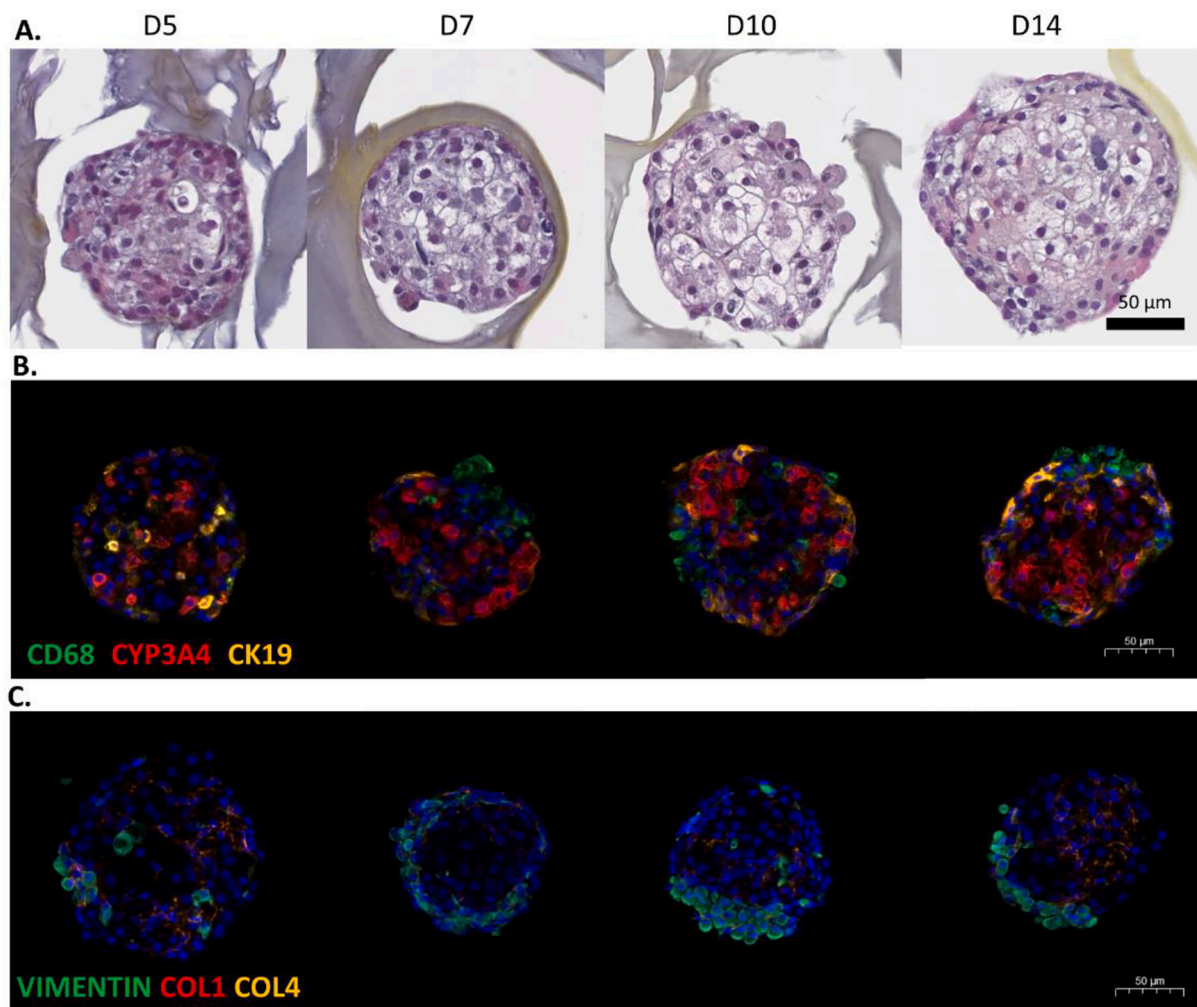 A.
D5 D7 D10 D14
50 µm
B.
CD68 CYP3A4 CK19
50 µm
C.
VIMENTIN COL1 COL4
50 µm